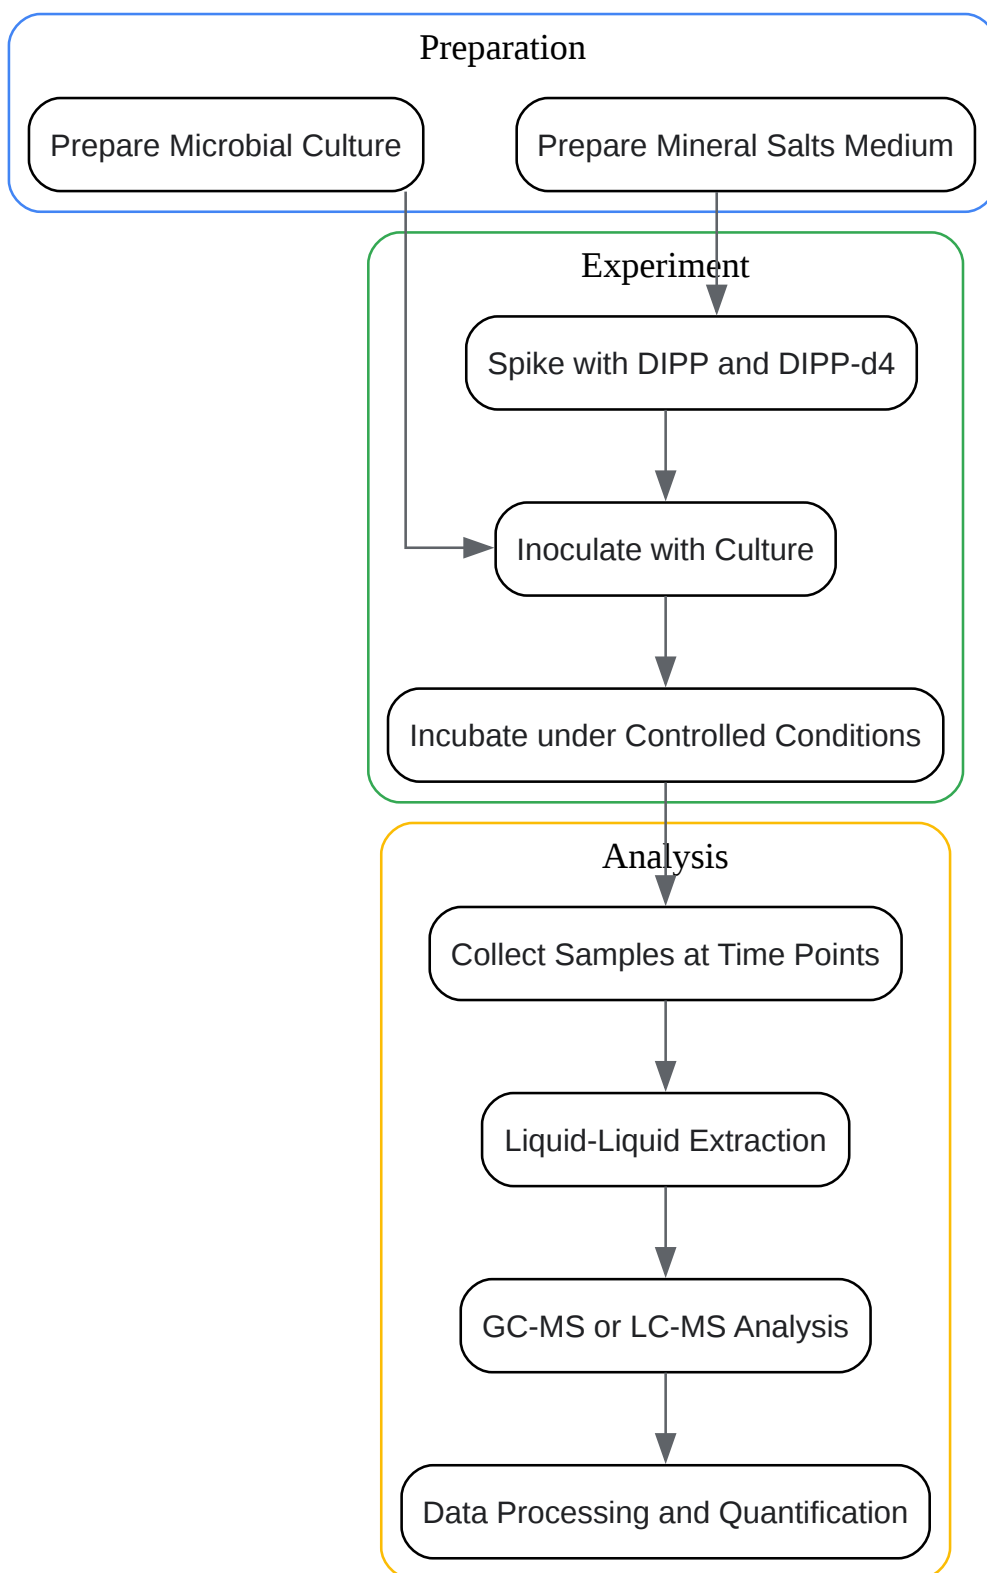 Preparation
Prepare Microbial Culture
Prepare Mineral Salts Medium
Experiment
Spike with DIPP and DIPP-d4
Inoculate with Culture
Incubate under Controlled Conditions
Analysis
Collect Samples at Time Points
Liquid-Liquid Extraction
GC-MS or LC-MS Analysis
Data Processing and Quantification